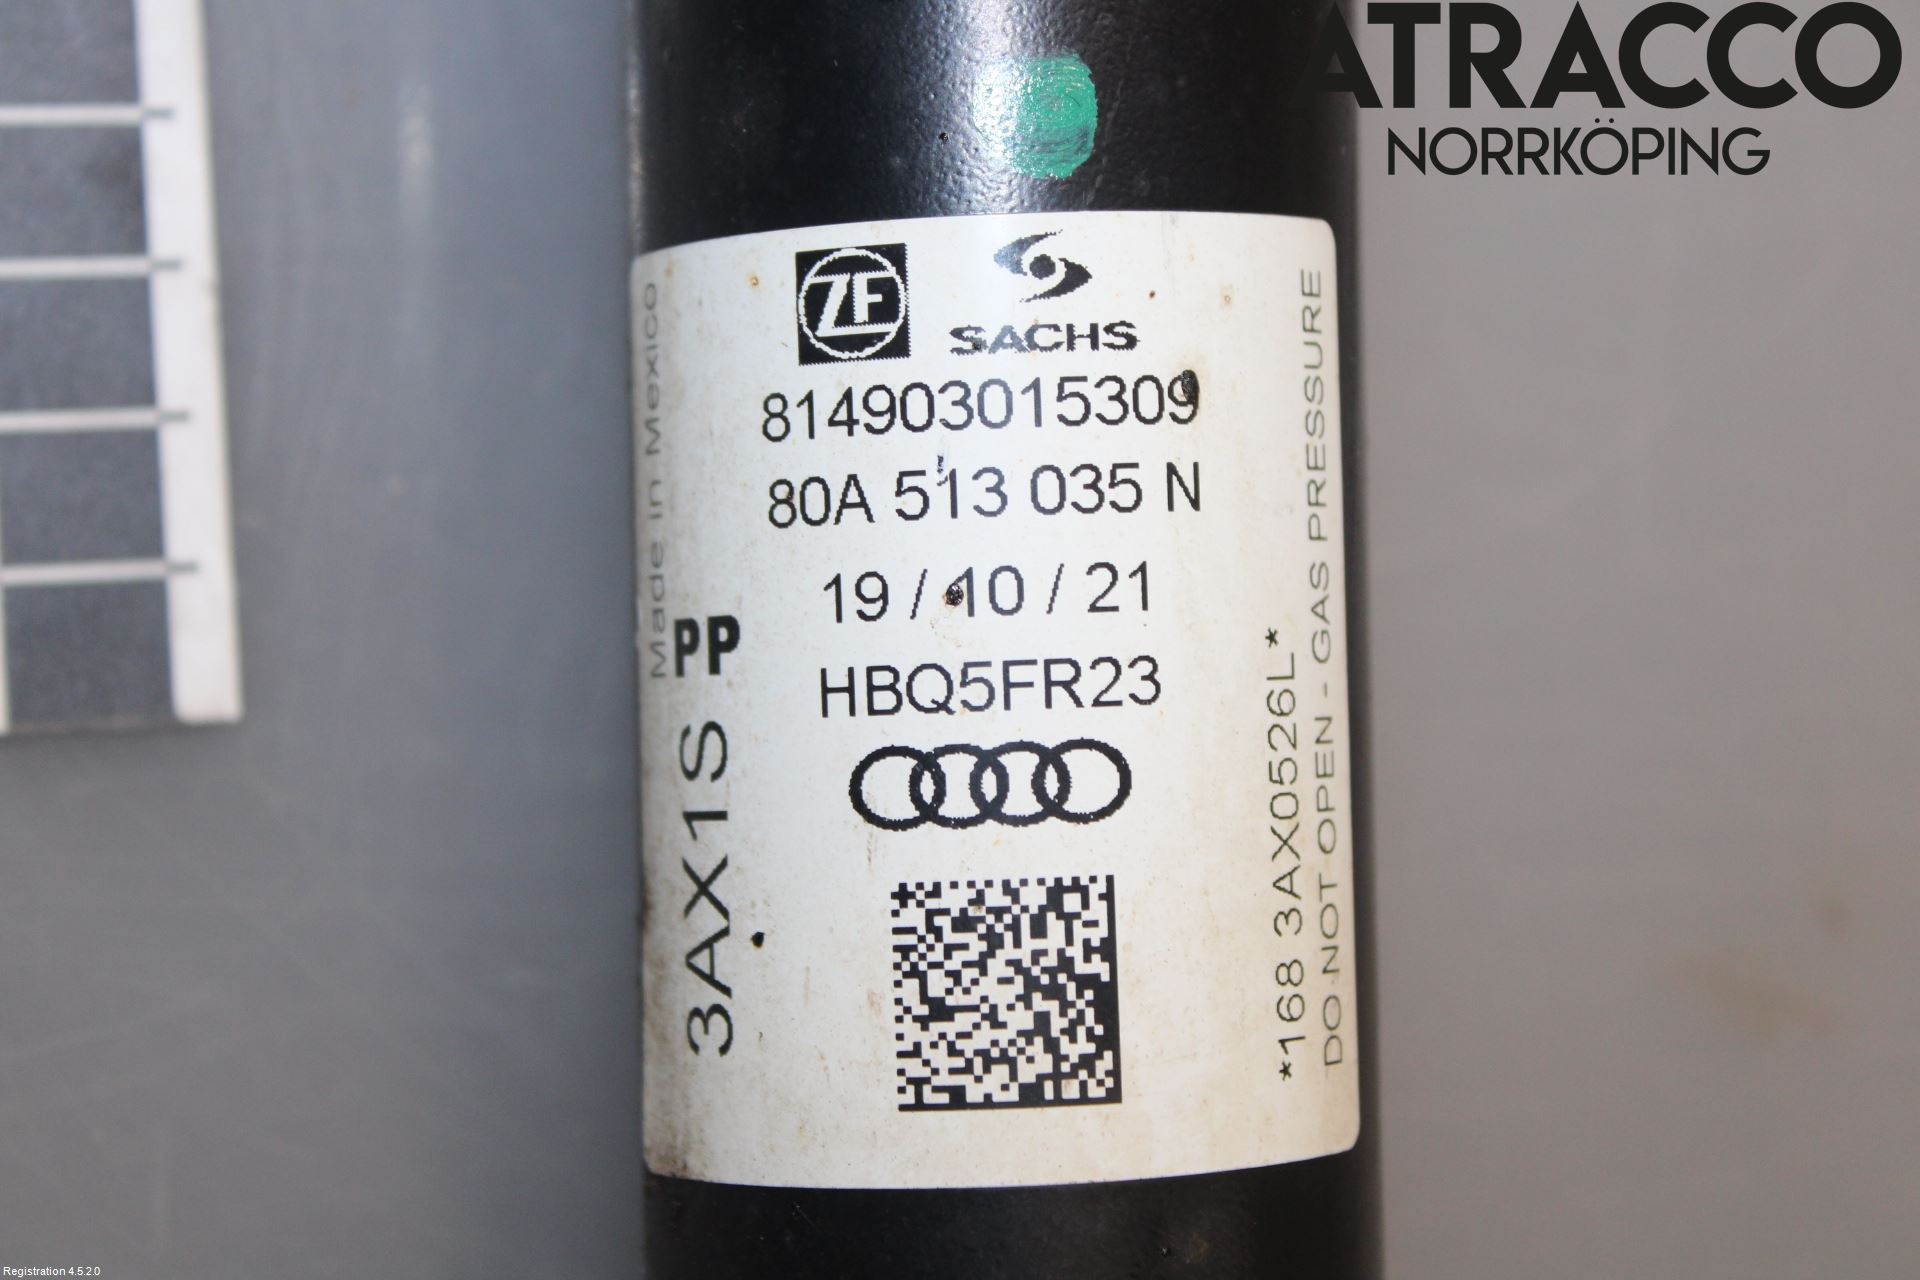 ATRACCO
NORRKÖPING
ZF
SACHS
814903015309
80A 513 035 N
19 / 10 / 21
HBQ5FR23
Made in Mexico
3AX1S PP
*168 3AX0526L*
DO NOT OPEN - GAS PRESSURE
Registration 4.5.2.0